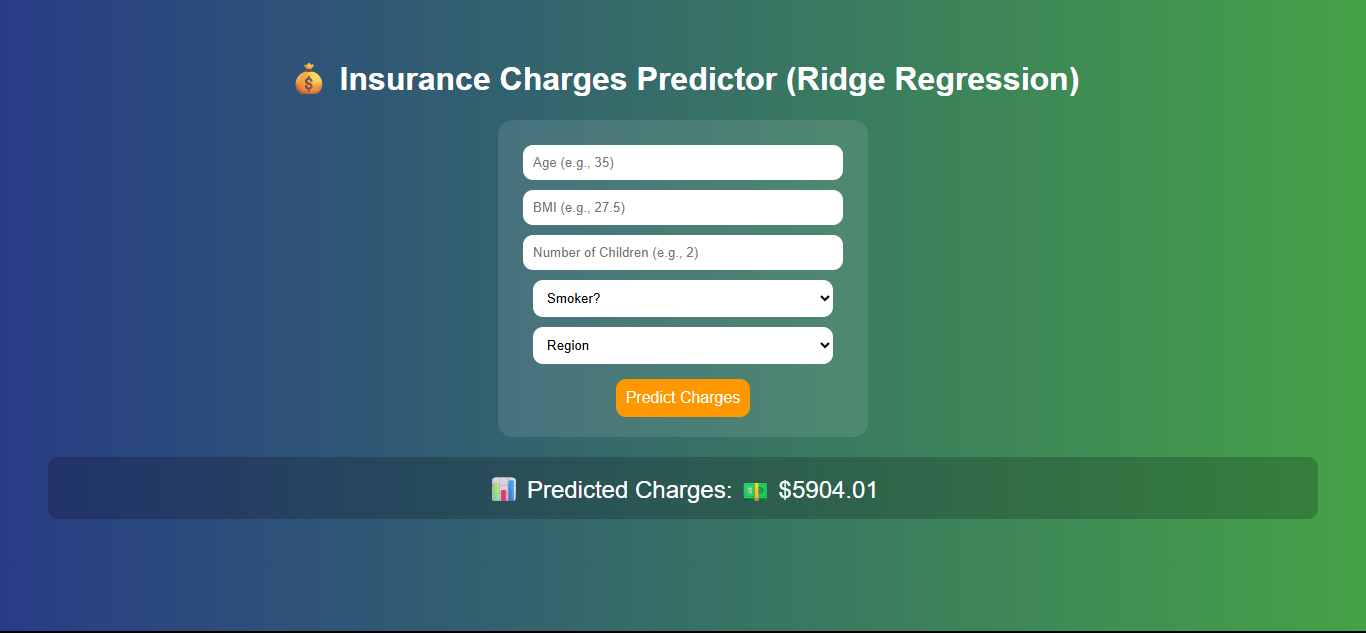 💰 Insurance Charges Predictor (Ridge Regression)
Age (e.g., 35)
BMI (e.g., 27.5)
Number of Children (e.g., 2)
Smoker?
Region
Predict Charges
📊 Predicted Charges: 💵 $5904.01